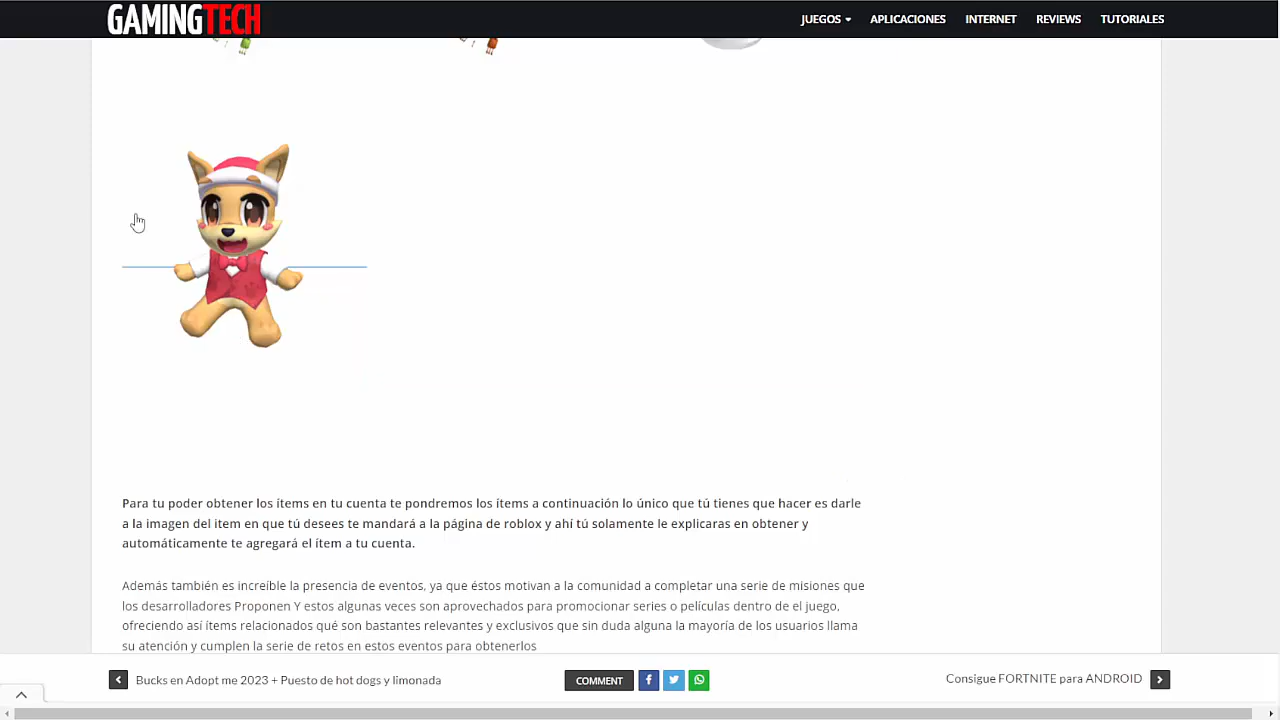 GAMINGTECH
JUEGOS
APLICACIONES
INTERNET
REVIEWS
TUTORIALES
Para tu poder obtener los ítems en tu cuenta te pondremos los ítems a continuación lo único que tú tienes que hacer es darle
a la imagen del item en que tú desees te mandará a la página de roblox y ahí tú solamente le explicaras en obtener y
automáticamente te agregará el ítem a tu cuenta.
Además también es increíble la presencia de eventos, ya que éstos motivan a la comunidad a completar una serie de misiones que
los desarrolladores Proponen Y estos algunas veces son aprovechados para promocionar series o películas dentro de el juego,
ofreciendo así ítems relacionados qué son bastantes relevantes y exclusivos que sin duda alguna la mayoría de los usuarios llama
su atención y cumplen la serie de retos en estos eventos para obtenerlos
Bucks en Adopt me 2023 + Puesto de hot dogs y limonada
COMMENT
Consigue FORTNITE para ANDROID